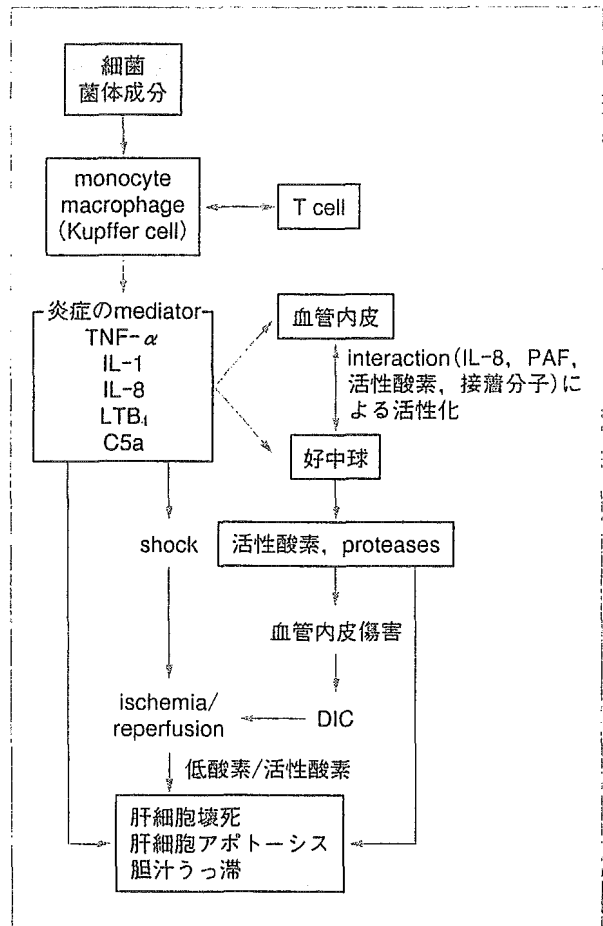 細菌
菌体成分
monocyte
macrophage
(Kupffer cell)
T cell
炎症のmediator
TNF-α
IL-1
IL-8
LTB₄
C5a
血管内皮
interaction(IL-8, PAF,
活性酸素, 接着分子)に
よる活性化
好中球
shock
活性酸素, proteases
血管内皮傷害
ischemia/
reperfusion
DIC
低酸素/活性酸素
肝細胞壊死
肝細胞アポトーシス
胆汁うっ滞